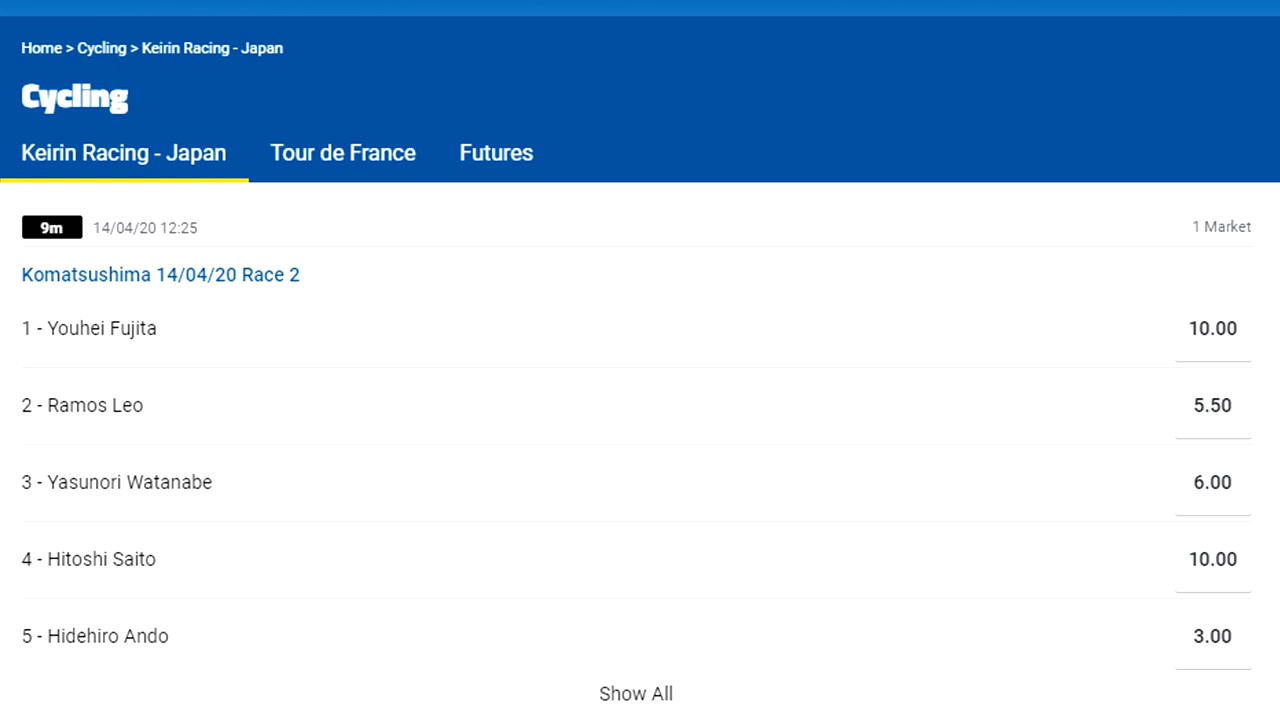 Home > Cycling > Keirin Racing - Japan
Cycling
Keirin Racing - Japan Tour de France Futures
9m 14/04/20 12:25 1 Market
Komatsushima 14/04/20 Race 2
1 - Youhei Fujita 10.00
2 - Ramos Leo 5.50
3 - Yasunori Watanabe 6.00
4 - Hitoshi Saito 10.00
5 - Hidehiro Ando 3.00
Show All